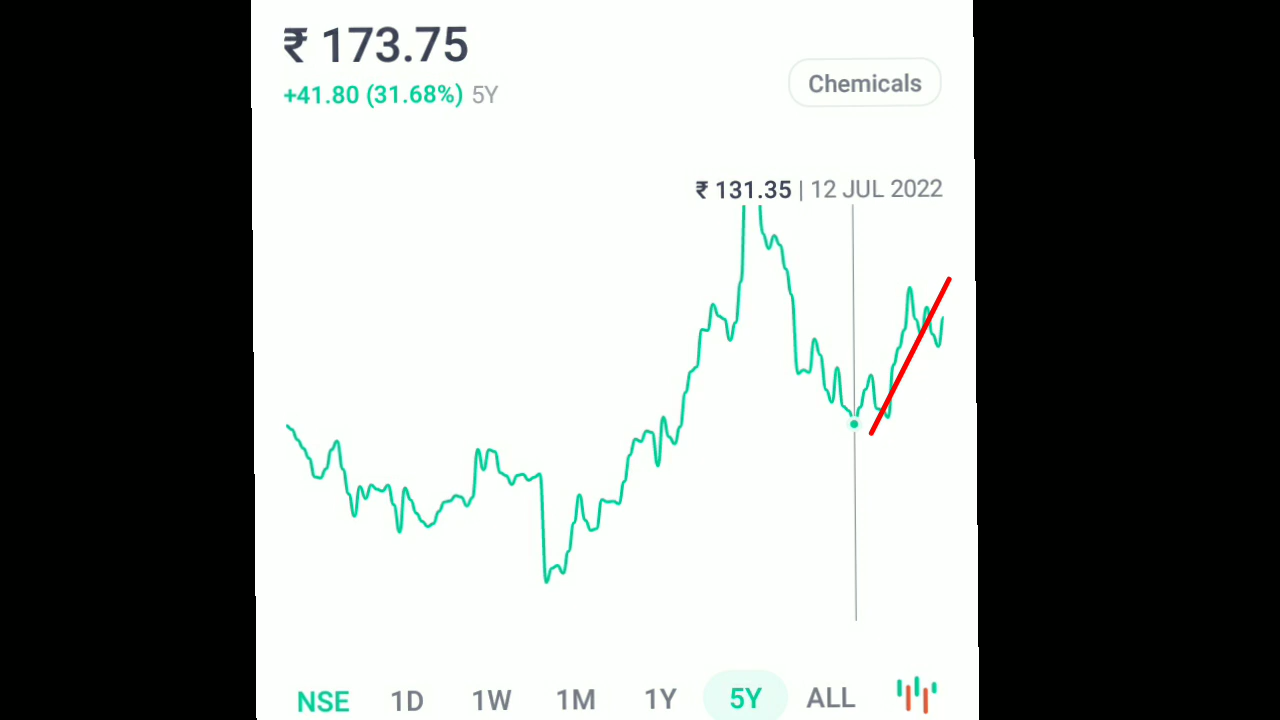 ₹ 173.75
+41.80 (31.68%) 5Y
Chemicals
₹ 131.35 | 12 JUL 2022
NSE 1D 1W 1M 1Y 5Y ALL